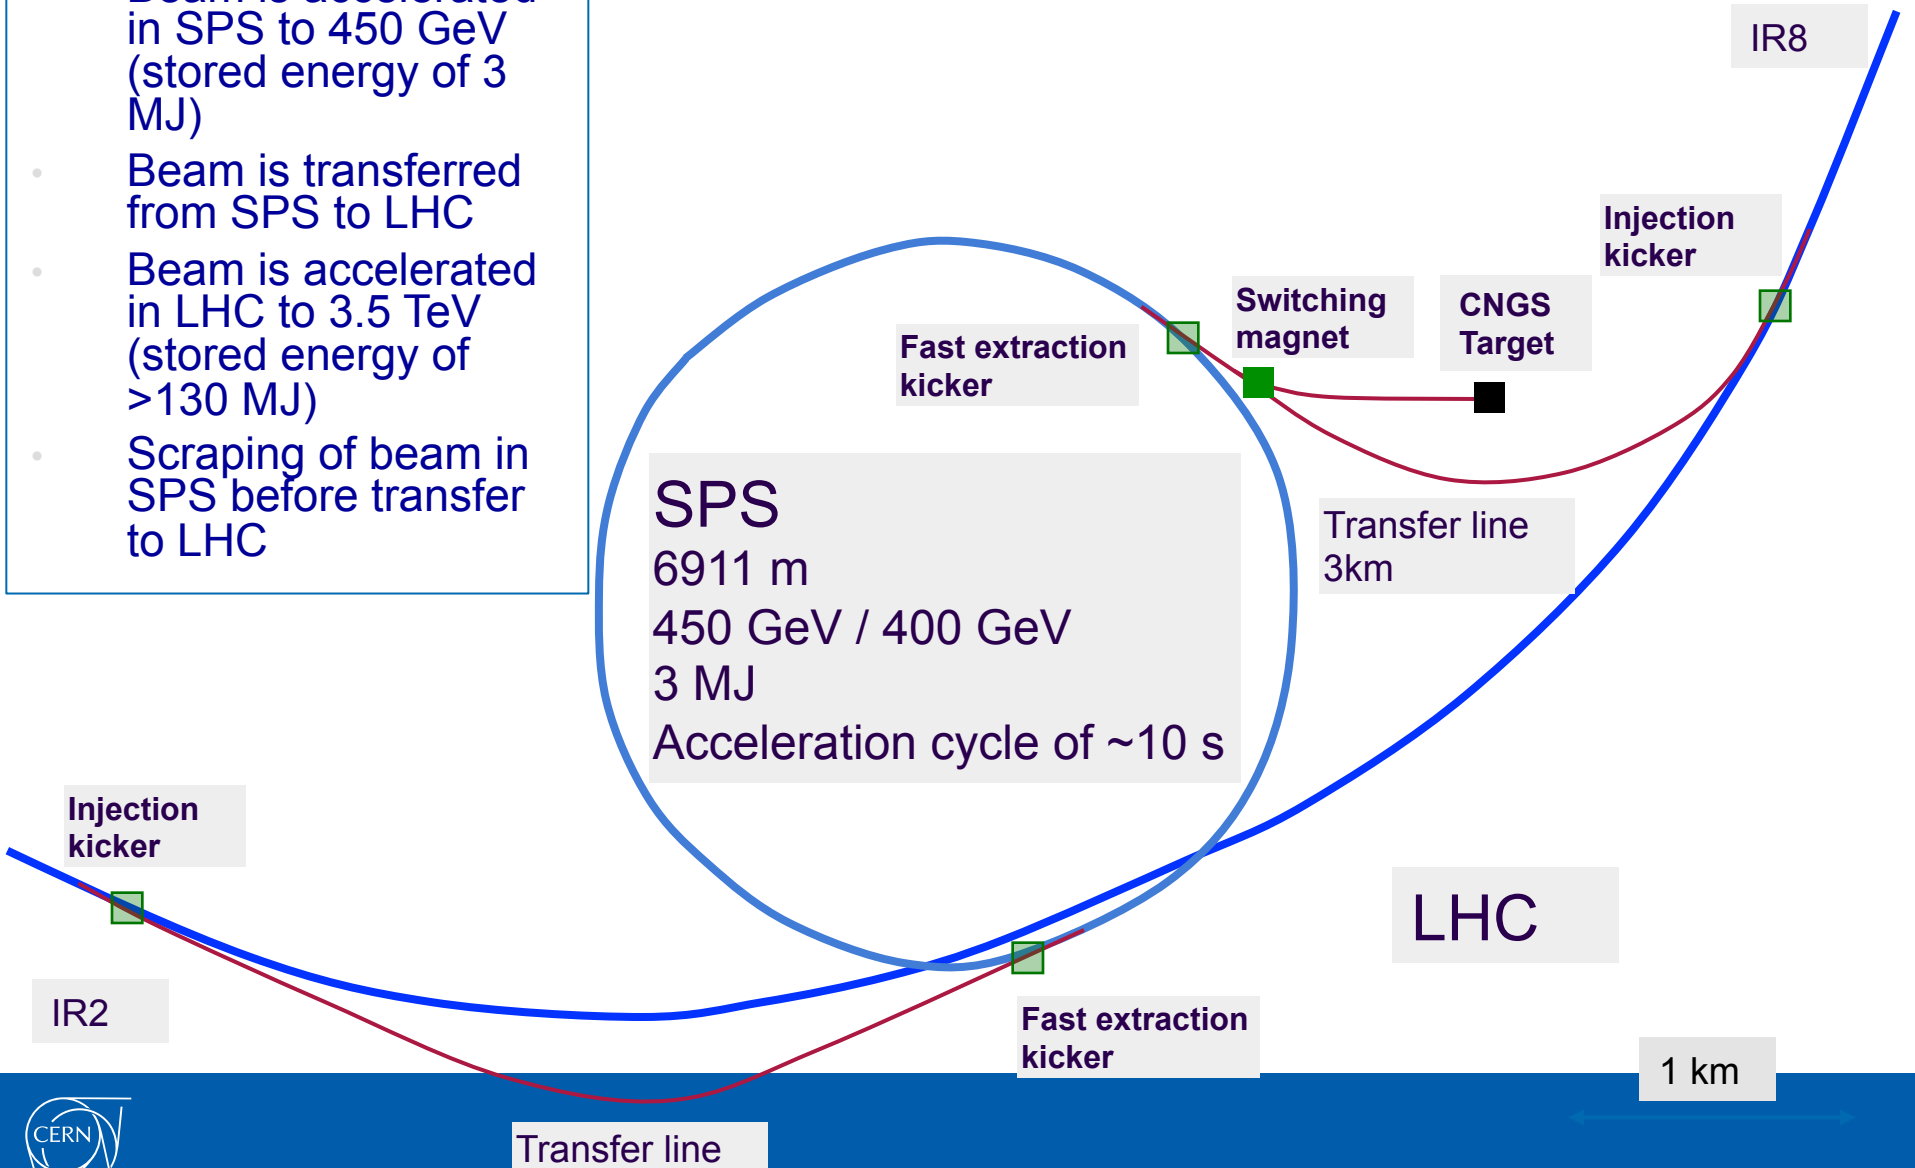 Beam is accelerated
in SPS to 450 GeV
(stored energy of 3
MJ)
• Beam is transferred
from SPS to LHC
• Beam is accelerated
in LHC to 3.5 TeV
(stored energy of
>130 MJ)
• Scraping of beam in
SPS before transfer
to LHC
IR8
Injection
kicker
Switching
magnet
CNGS
Target
Fast extraction
kicker
SPS
6911 m
450 GeV / 400 GeV
3 MJ
Acceleration cycle of ~10 s
Transfer line
3km
Injection
kicker
LHC
IR2
Fast extraction
kicker
1 km
CERN
Transfer line